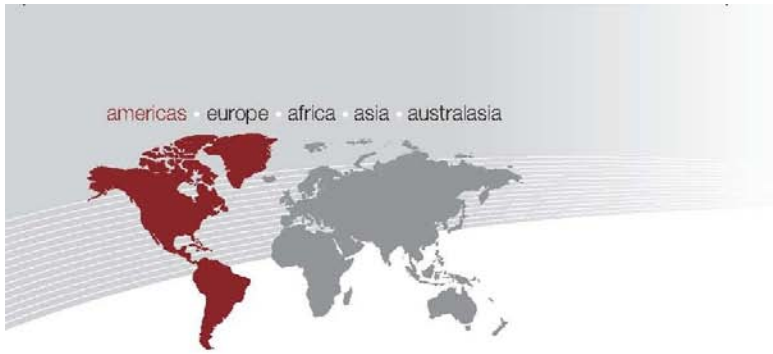 americas • europe • africa • asia • australasia